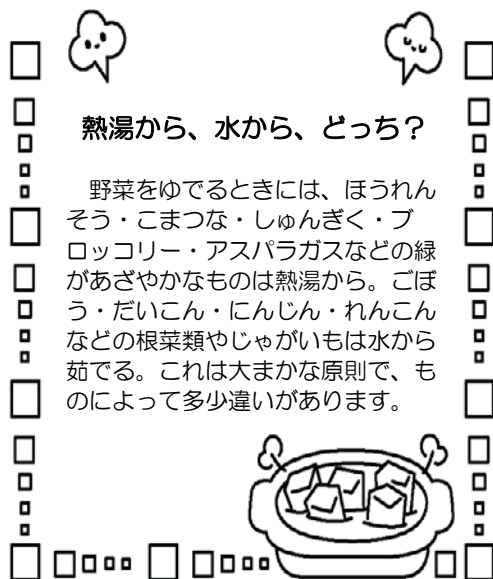 熱湯から、水から、どっち？
　野菜をゆでるときには、ほうれん
そう・こまつな・しゅんぎく・ブ
ロッコリー・アスパラガスなどの緑
があざやかなものは熱湯から。ごぼ
う・だいこん・にんじん・れんこん
などの根菜類やじゃがいもは水から
茹でる。これは大まかな原則で、も
のによって多少違いがあります。